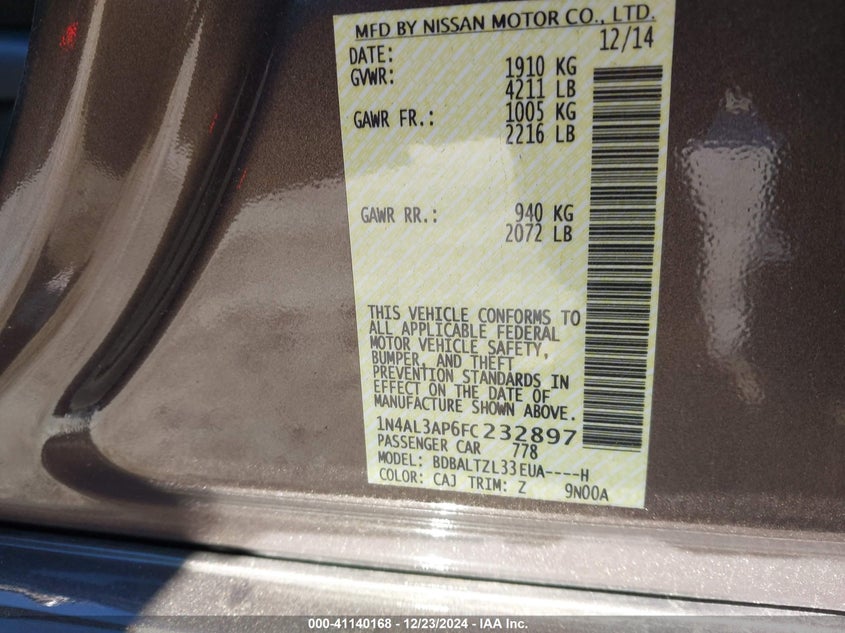 MFD BY NISSAN MOTOR CO., LTD.
DATE: 12/14
GVWR: 1910 KG
4211 LB
GAWR FR.: 1005 KG
2216 LB
GAWR RR.: 940 KG
2072 LB
THIS VEHICLE CONFORMS TO
ALL APPLICABLE FEDERAL
MOTOR VEHICLE SAFETY,
BUMPER, AND THEFT
PREVENTION STANDARDS IN
EFFECT ON THE DATE OF
MANUFACTURE SHOWN ABOVE.
1N4AL3AP6FC232897
PASSENGER CAR 778
MODEL: BDBALTZL33EUA----H
COLOR: CAJ TRIM: Z 9N00A
000-41140168 - 12/23/2024 - IAA Inc.